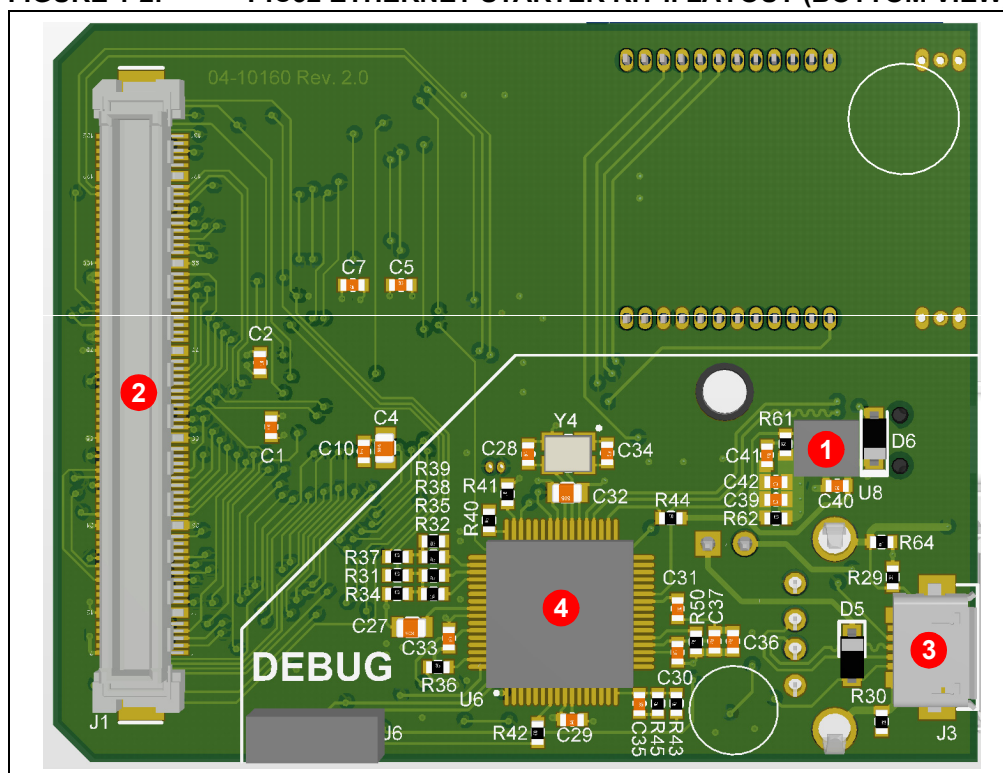 FIGURE 1-2: PIC32 ETHERNET STARTER KIT II LAYOUT (BOTTOM VIEW
04-10160 Rev. 2.0
C7
C5
C2
2
C1
C4
C10
Y4
C28
C34
C32
R61
1
D6
C41
C42
C39
R62
C40
U8
R39
R38
R35
R32
R41
R40
R44
R64
R37
R31
R34
4
C31
R50
C37
C36
R29
D5
3
C27
C33
DEBUG
R36
U6
C30
R30
J1
J6
R42
C29
C35
R45
R43
J3